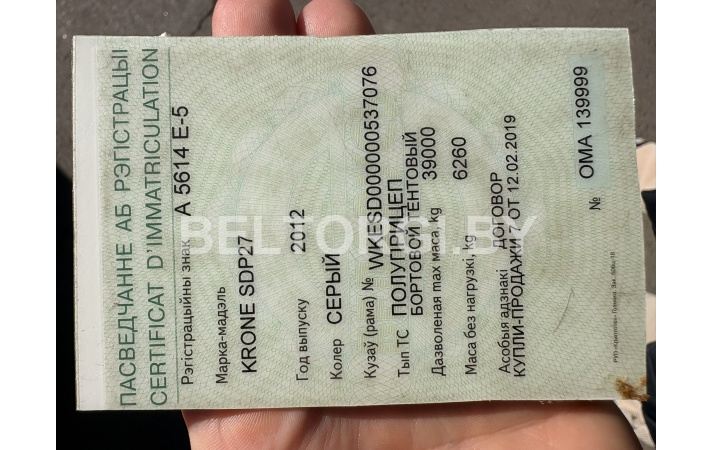 ПАСВЕДЧАННЕ АБ РЭГІСТРАЦЫІ
CERTIFICAT D'IMMATRICULATION
Рэгістрацыйны знак А 5614 Е-5
Марка-мадэль
KRONE SDP27
Год выпуску 2012
Колер СЕРЫЙ
Кузаў (рама) № WKESD000000537076
Тып ТС ПОЛУПРИЦЕП
БОРТОВОЙ ТЕНТОВЫЙ
Дазволеная max маса, kg 39000
Маса без нагрузкі, kg 6260
Асобыя адзнакі ДОГОВОР
КУПЛИ-ПРОДАЖИ 7 ОТ 12.02.2019
№ ОМА 139999
BELTORGI.BY